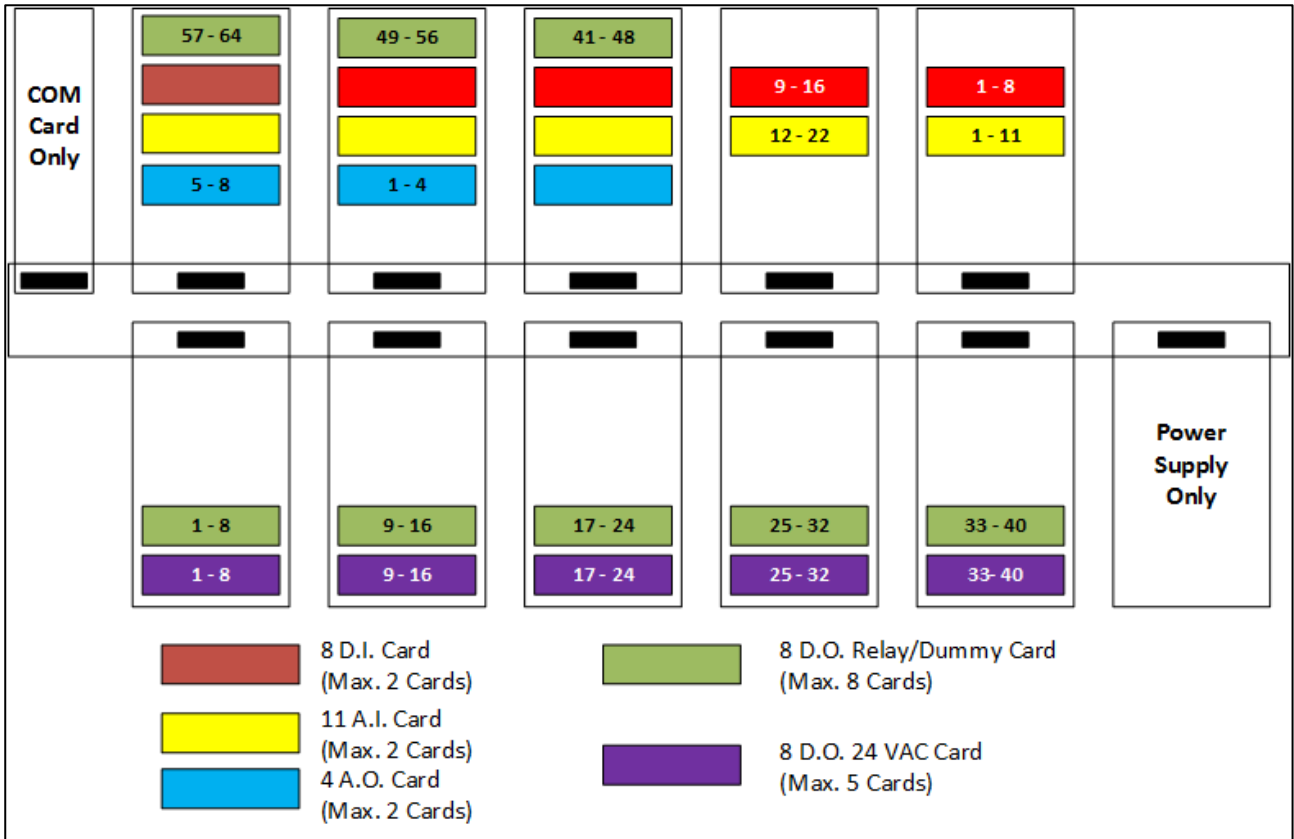 COM
Card
Only
57 - 64
49 - 56
41 - 48
9 - 16
1 - 8
12 - 22
1 - 11
5 - 8
1 - 4
1 - 8
9 - 16
17 - 24
25 - 32
33 - 40
1 - 8
9 - 16
17 - 24
25 - 32
33- 40
Power
Supply
Only
8 D.I. Card
(Max. 2 Cards)
11 A.I. Card
(Max. 2 Cards)
4 A.O. Card
(Max. 2 Cards)
8 D.O. Relay/Dummy Card
(Max. 8 Cards)
8 D.O. 24 VAC Card
(Max. 5 Cards)